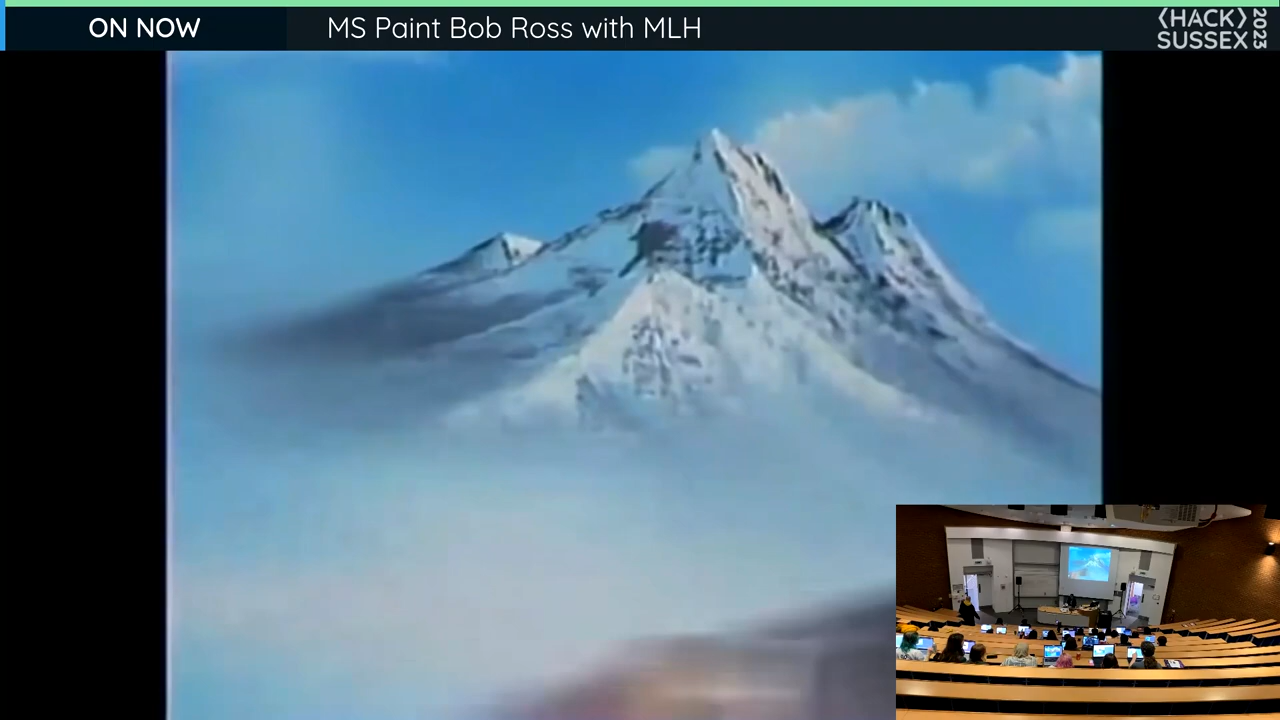 ON NOW
MS Paint Bob Ross with MLH
⟨HACK⟩
SUSSEX
2023